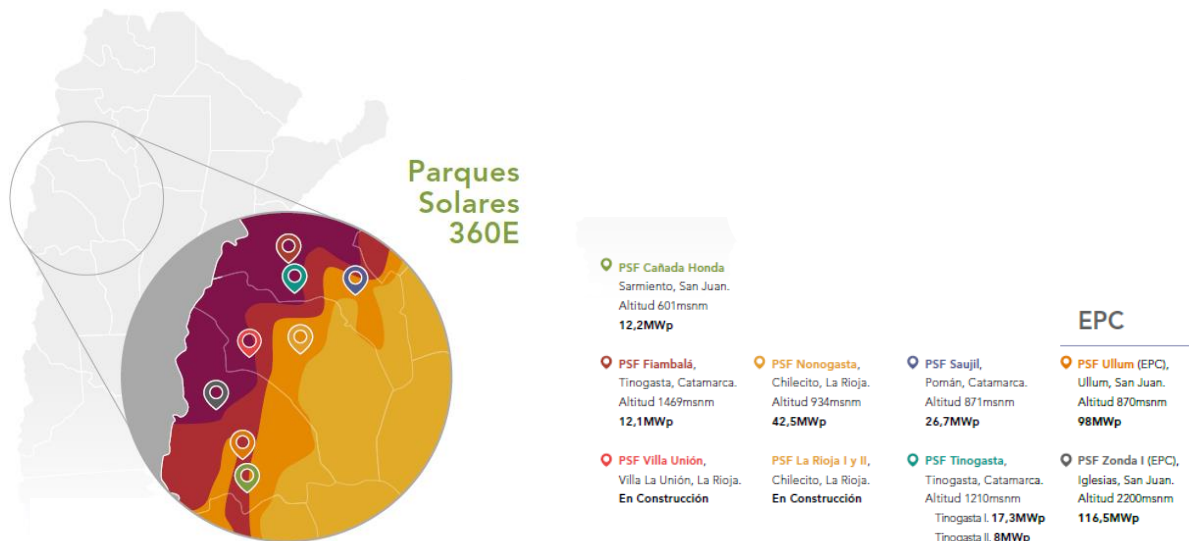 Parques
Solares
360E
PSF Cañada Honda
Sarmiento, San Juan.
Altitud 601msnm
12,2MWp
EPC
PSF Fiambalá,
Tinogasta, Catamarca.
Altitud 1469msnm
12,1MWp
PSF Nonogasta,
Chilecito, La Rioja.
Altitud 934msnm
42,5MWp
PSF Saujil,
Pomán, Catamarca.
Altitud 871msnm
26,7MWp
PSF Ullum (EPC),
Ullum, San Juan.
Altitud 870msnm
98MWp
PSF Villa Unión,
Villa La Unión, La Rioja.
En Construcción
PSF La Rioja I y II,
Chilecito, La Rioja.
En Construcción
PSF Tinogasta,
Tinogasta, Catamarca.
Altitud 1210msnm
Tinogasta I. 17,3MWp
Tinogasta II. 8MWp
PSF Zonda I (EPC),
Iglesias, San Juan.
Altitud 2200msnm
116,5MWp